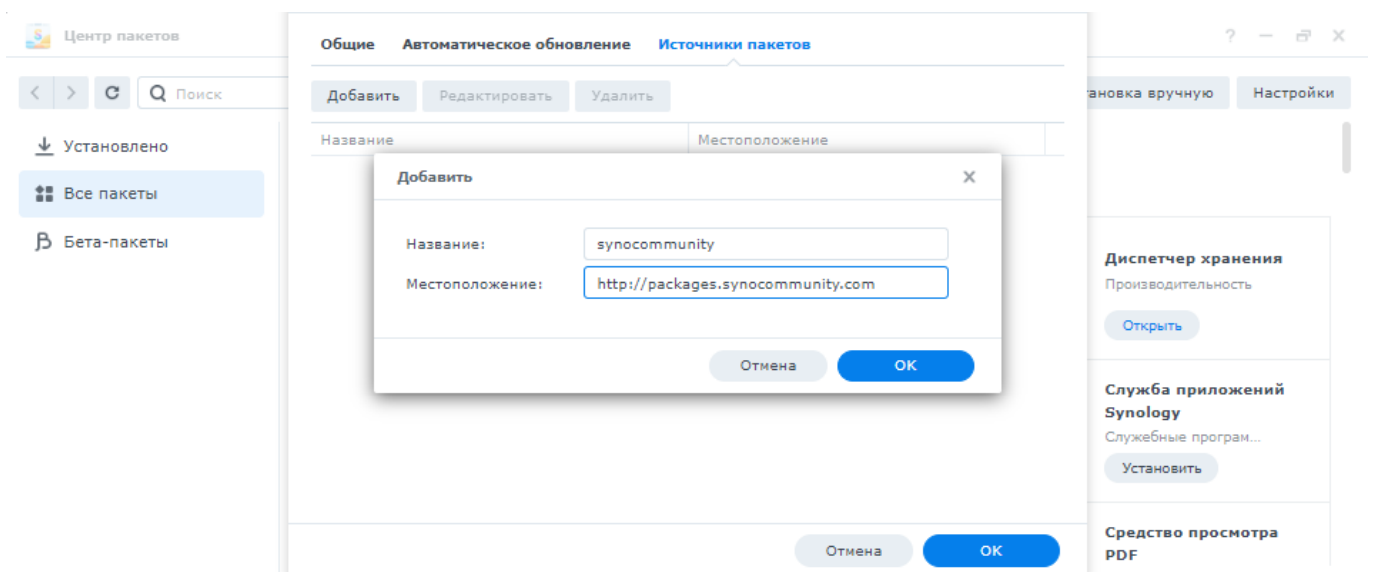 Центр пакетов
Общие Автоматическое обновление Источники пакетов
Поиск
Добавить Редактировать Удалить
вручную Настройки
Название Местоположение
Установлено
Все пакеты
Бета-пакеты
Добавить
Название: synocommunity
Местоположение: http://packages.synocommunity.com
Отмена OK
Диспетчер хранения
Производительность
Открыть
Служба приложений
Synology
Служебные програм...
Установить
Средство просмотра
PDF
Отмена OK